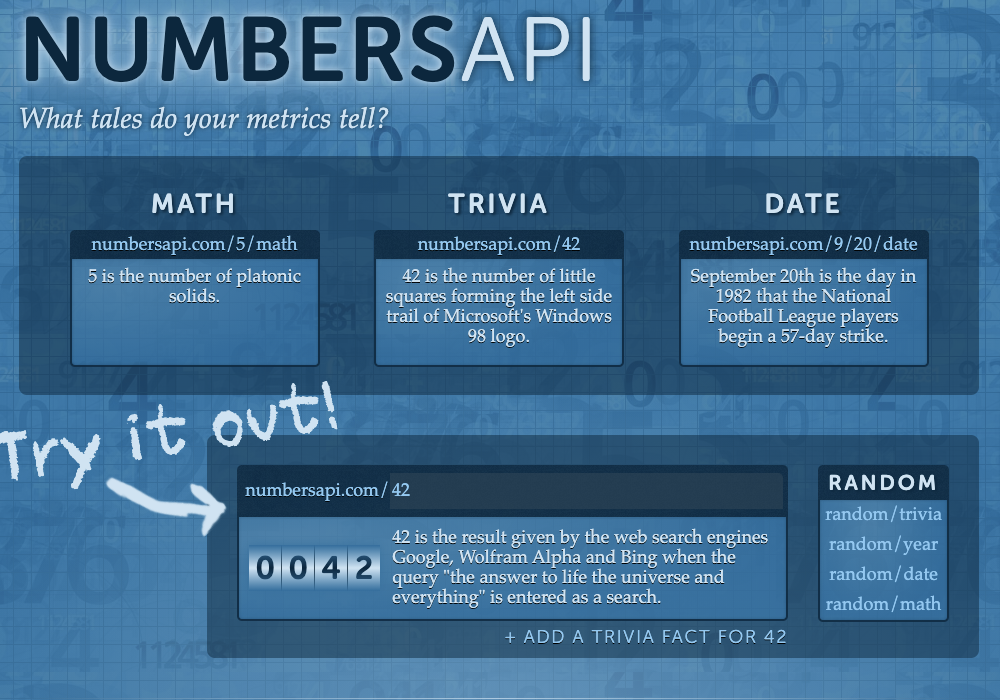 NUMBERSAPI
What tales do your metrics tell?
MATH
numbersapi.com/5/math
5 is the number of platonic
solids.
TRIVIA
numbersapi.com/42
42 is the number of little
squares forming the left side
trail of Microsoft's Windows
98 logo.
DATE
numbersapi.com/9/20/date
September 20th is the day in
1982 that the National
Football League players
begin a 57-day strike.
Try it out!
numbersapi.com/42
0042
42 is the result given by the web search engines
Google, Wolfram Alpha and Bing when the
query "the answer to life the universe and
everything" is entered as a search.
+ ADD A TRIVIA FACT FOR 42
RANDOM
random/trivia
random/year
random/date
random/math